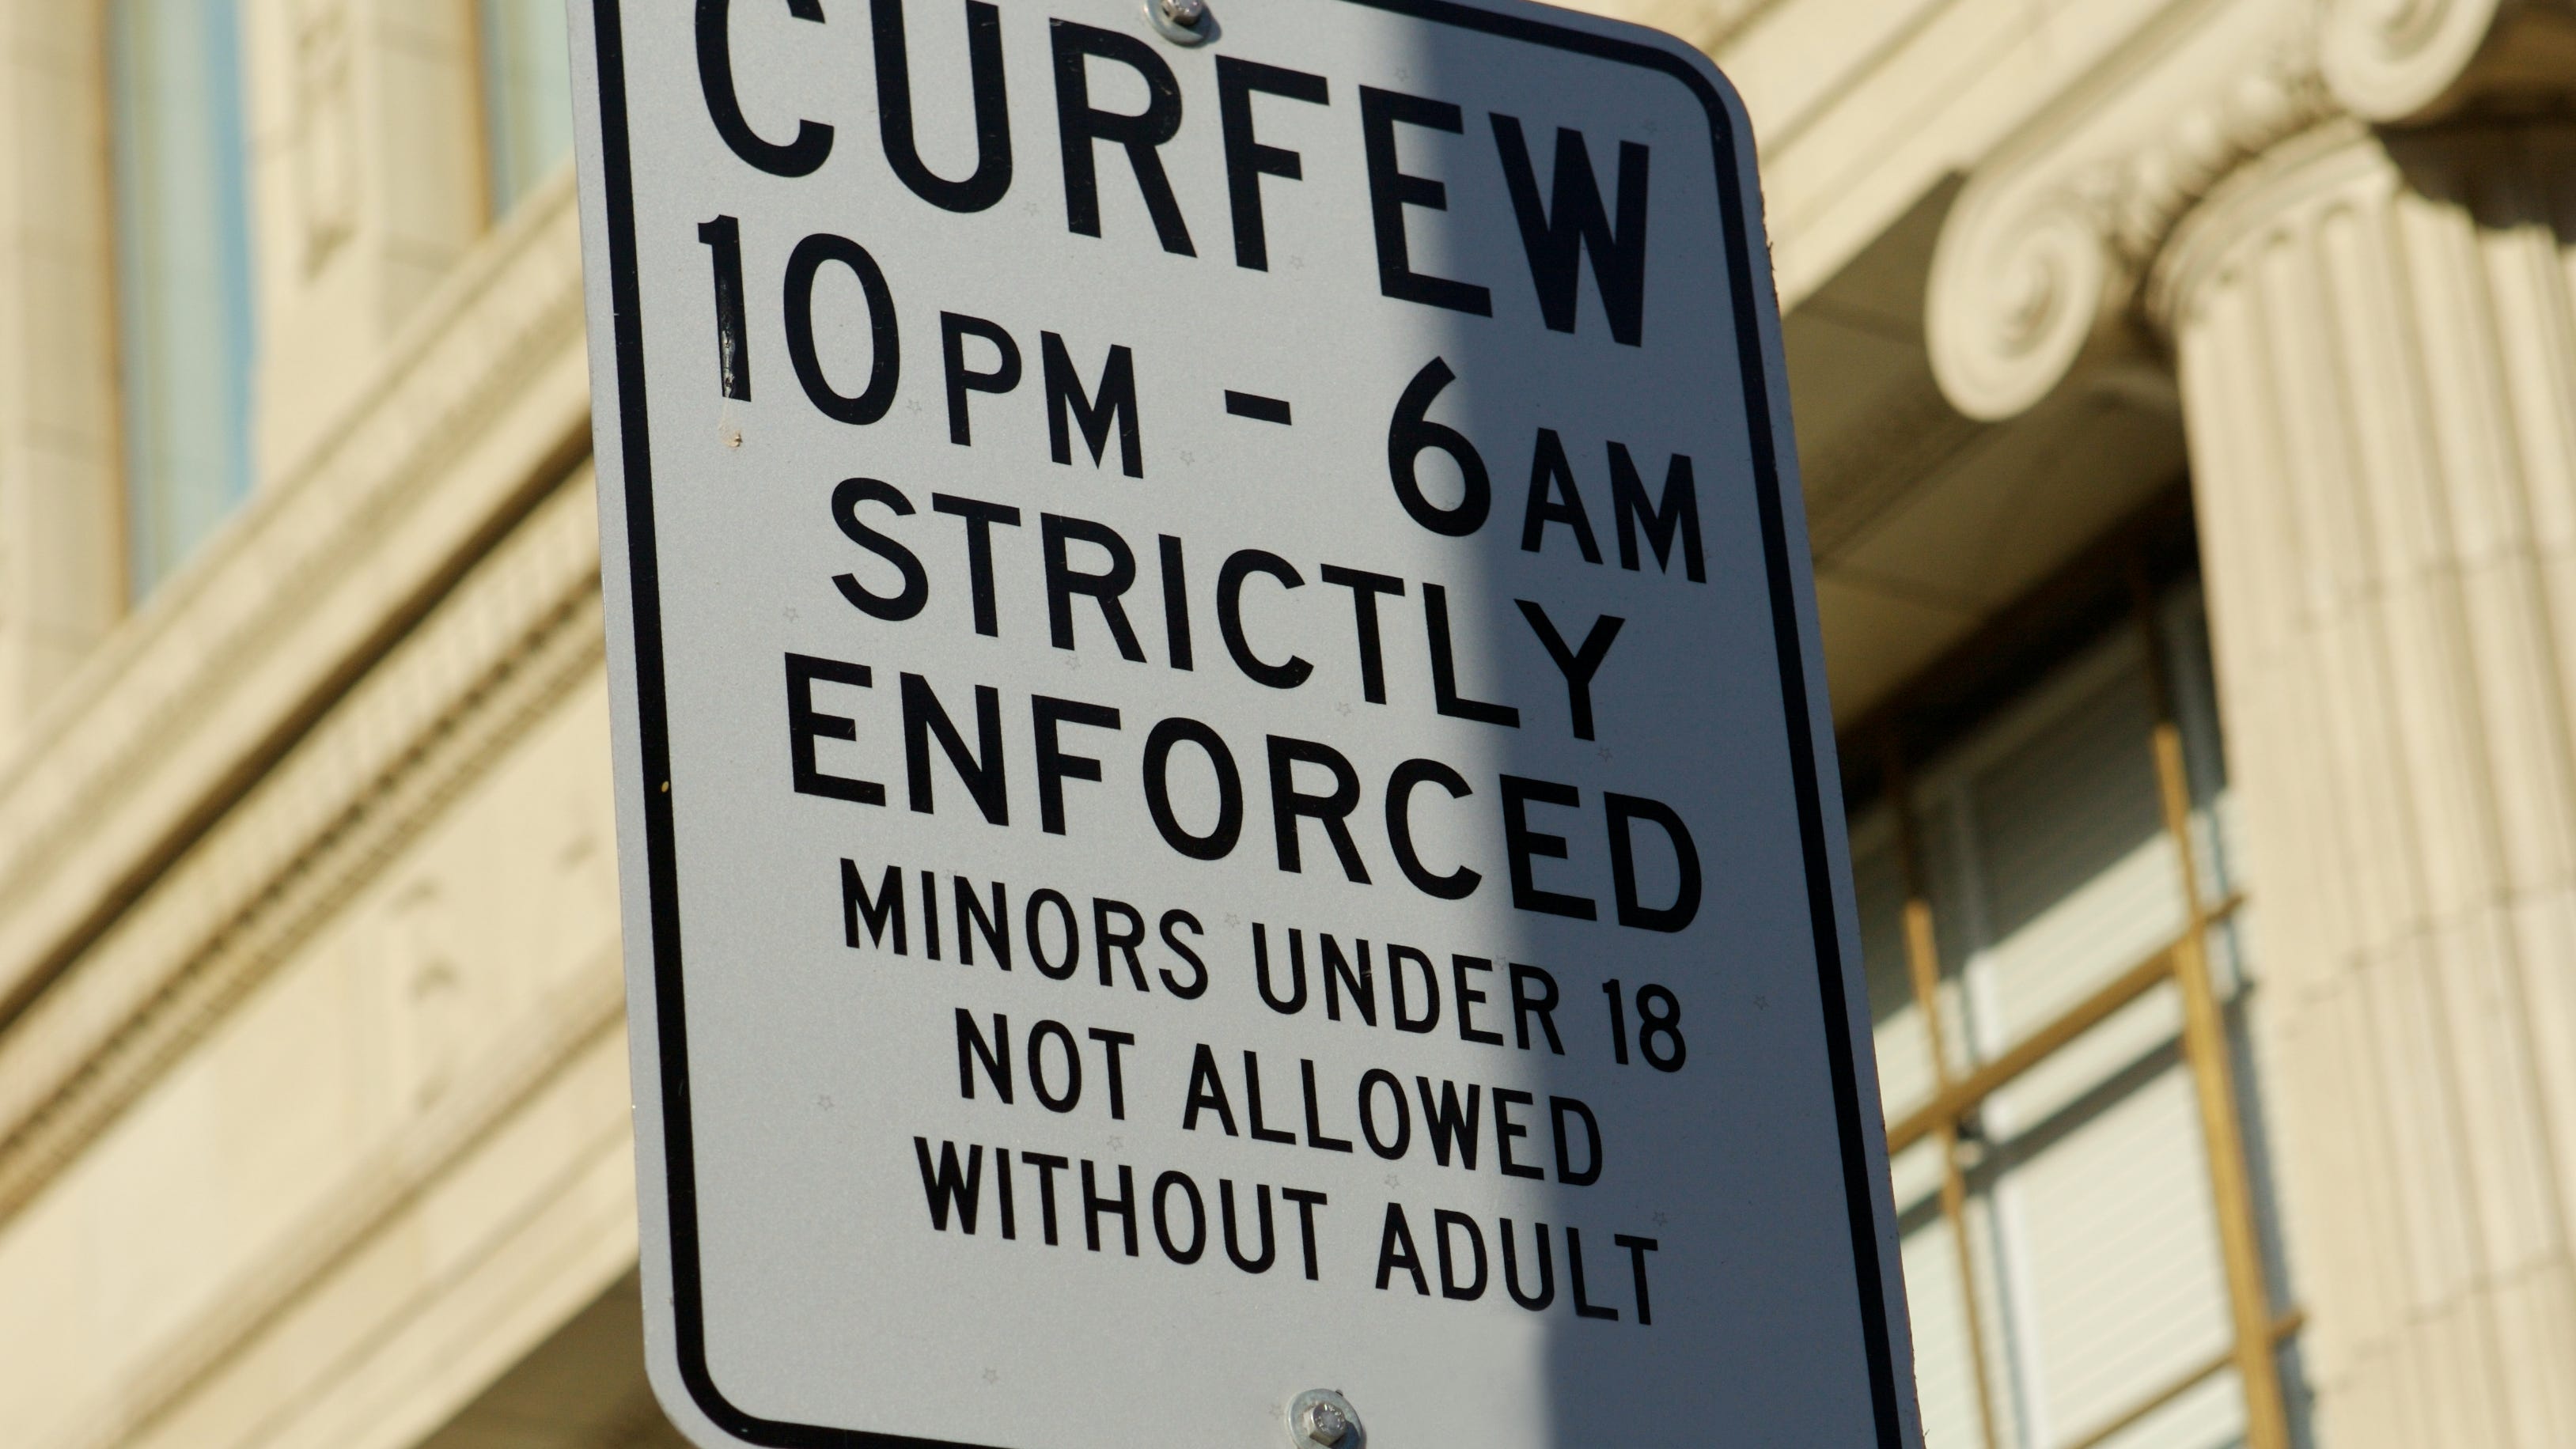 CURFEW
10PM - 6AM
STRICTLY
ENFORCED
MINORS UNDER 18
NOT ALLOWED
WITHOUT ADULT